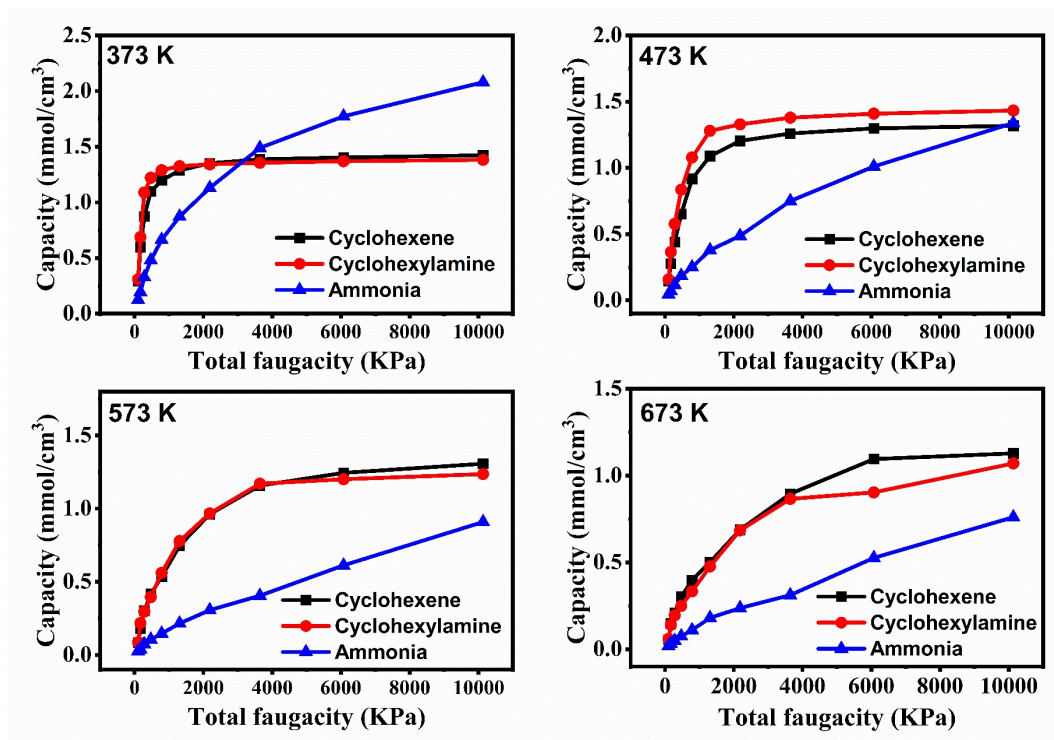 373 K
2.5
2.0
1.5
1.0
0.5
0.0
Capacity (mmol/cm³)
Cyclohexene
Cyclohexylamine
Ammonia
0 2000 4000 6000 8000 10000
Total faugacity (KPa)
473 K
2.0
1.5
1.0
0.5
0.0
Capacity (mmol/cm³)
Cyclohexene
Cyclohexylamine
Ammonia
0 2000 4000 6000 8000 10000
Total faugacity (KPa)
573 K
1.5
1.0
0.5
0.0
Capacity (mmol/cm³)
Cyclohexene
Cyclohexylamine
Ammonia
0 2000 4000 6000 8000 10000
Total faugacity (KPa)
673 K
1.5
1.0
0.5
0.0
Capacity (mmol/cm³)
Cyclohexene
Cyclohexylamine
Ammonia
0 2000 4000 6000 8000 10000
Total faugacity (KPa)